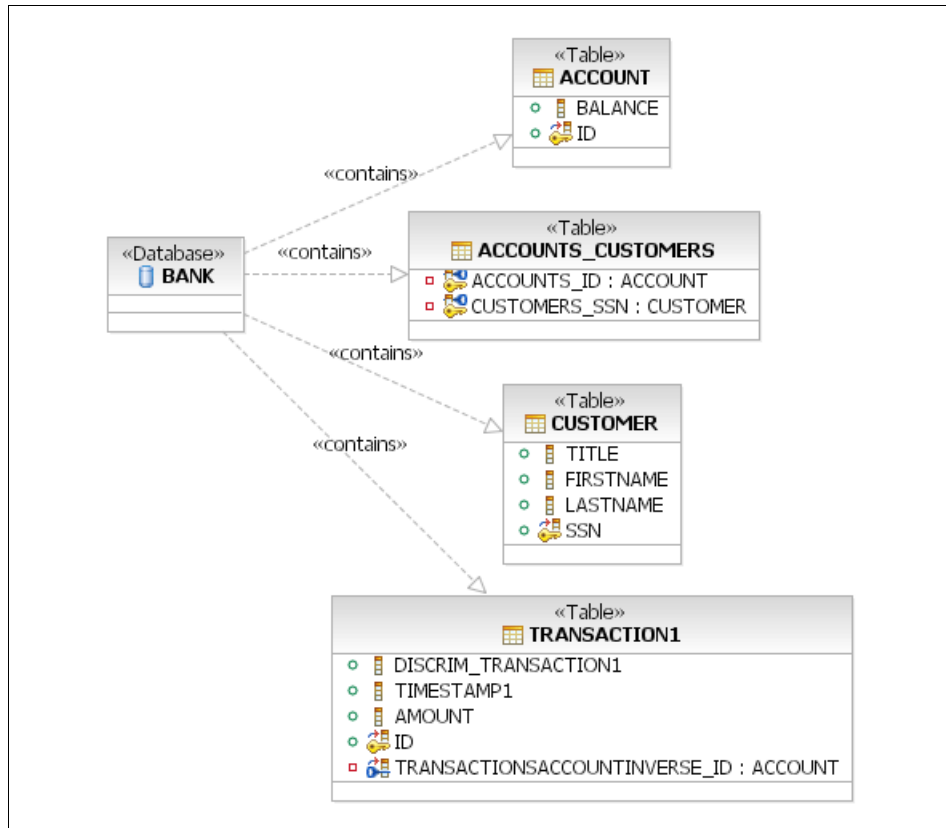 «Table»
ACCOUNT
BALANCE
ID
«contains»
«Table»
ACCOUNTS_CUSTOMERS
ACCOUNTS_ID : ACCOUNT
CUSTOMERS_SSN : CUSTOMER
«Database»
BANK
«contains»
«contains»
«Table»
CUSTOMER
TITLE
FIRSTNAME
LASTNAME
SSN
«contains»
«Table»
TRANSACTION1
DISCRIM_TRANSACTION1
TIMESTAMP1
AMOUNT
ID
TRANSACTIONSACCOUNTINVERSE_ID : ACCOUNT